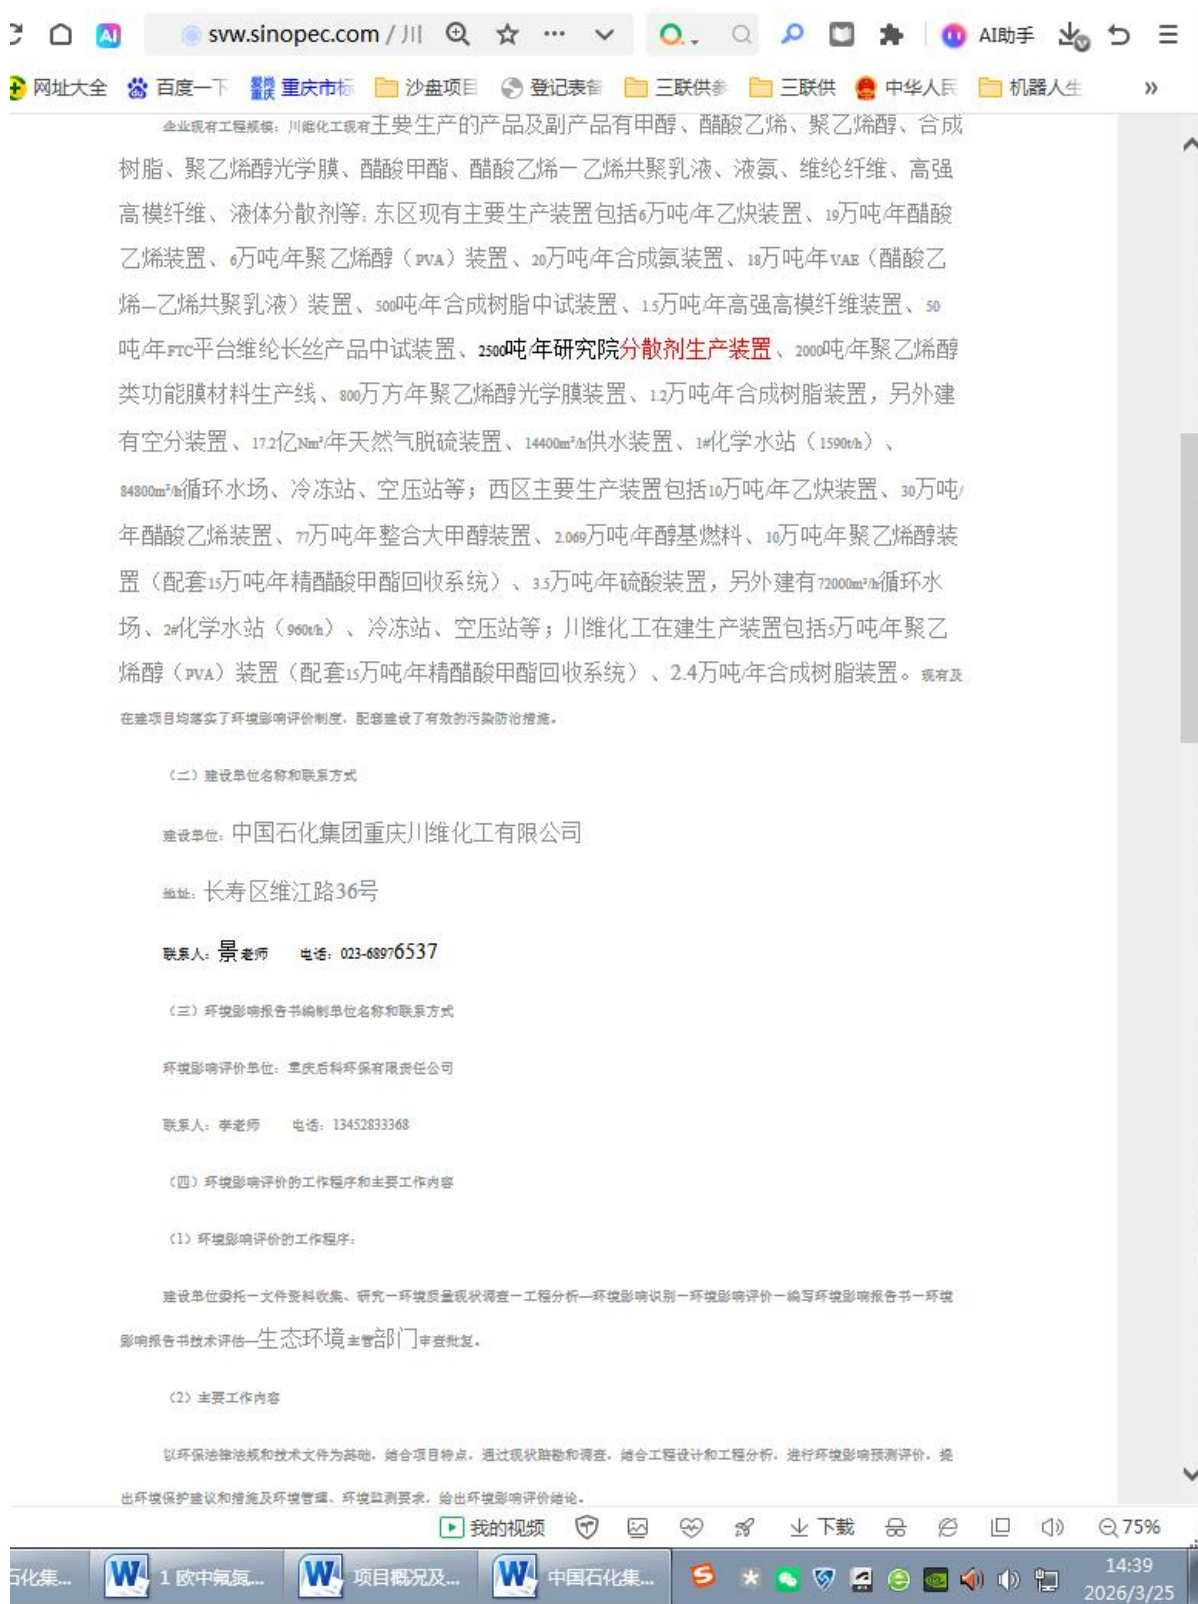 svw.sinopec.com / 川
AI助手
网址大全 百度一下 爱尚重庆 重庆市标 沙盘项目 登记表备 三联供参 三联供 中华人民 机器人生
企业现有工程规模：川维化工现有主要生产的产品及副产品有甲醇、醋酸乙烯、聚乙烯醇、合成
树脂、聚乙烯醇光学膜、醋酸甲酯、醋酸乙烯一乙烯共聚乳液、液氨、维纶纤维、高强
高模纤维、液体分散剂等；东区现有主要生产装置包括6万吨/年乙炔装置、19万吨/年醋酸
乙烯装置、6万吨/年聚乙烯醇（PVA）装置、20万吨/年合成氨装置、18万吨/年VAE（醋酸乙
烯—乙烯共聚乳液）装置、500吨/年合成树脂中试装置、1.5万吨/年高强高模纤维装置、50
吨/年FTC平台维纶长丝产品中试装置、2500吨/年研究院分散剂生产装置、2000吨/年聚乙烯醇
类功能膜材料生产线、800万方/年聚乙烯醇光学膜装置、1.2万吨/年合成树脂装置，另外建
有空分装置、17.2亿Nm³/年天然气脱硫装置、14400m³/h供水装置、1#化学水站（1590t/h）、
84800m³/h循环水场、冷冻站、空压站等；西区主要生产装置包括10万吨/年乙炔装置、30万吨/
年醋酸乙烯装置、77万吨/年整合大甲醇装置、2.069万吨/年醇基燃料、10万吨/年聚乙烯醇装
置（配套15万吨/年精醋酸甲酯回收系统）、3.5万吨/年硫酸装置，另外建有72000m³/h循环水
场、2#化学水站（960t/h）、冷冻站、空压站等；川维化工在建生产装置包括5万吨/年聚乙
烯醇（PVA）装置（配套15万吨/年精醋酸甲酯回收系统）、2.4万吨/年合成树脂装置。现有及
在建项目均落实了环境影响评价制度，配套建设了有效的污染防治措施。
（二）建设单位名称和联系方式
建设单位：中国石化集团重庆川维化工有限公司
地址：长寿区维江路36号
联系人：景老师 电话：023-68976537
（三）环境影响报告书编制单位名称和联系方式
环境影响评价单位：重庆后科环保有限责任公司
联系人：李老师 电话：13452833368
（四）环境影响评价的工作程序和主要工作内容
（1）环境影响评价的工作程序：
建设单位委托一文件资料收集、研究一环境质量现状调查一工程分析—环境影响识别一环境影响评价一编写环境影响报告书一环境
影响报告书技术评估—生态环境主管部门审查批复。
（2）主要工作内容
以环保法律法规和技术文件为基础，结合项目特点，通过现状踏勘和调查，结合工程设计和工程分析，进行环境影响预测评价，提
出环境保护建议和措施及环境管理、环境监测要求，给出环境影响评价结论。
我的视频 下载 75%
石化集... 1 欧中氟氪... 项目概况及... 中国石化集... 14:39
2026/3/25